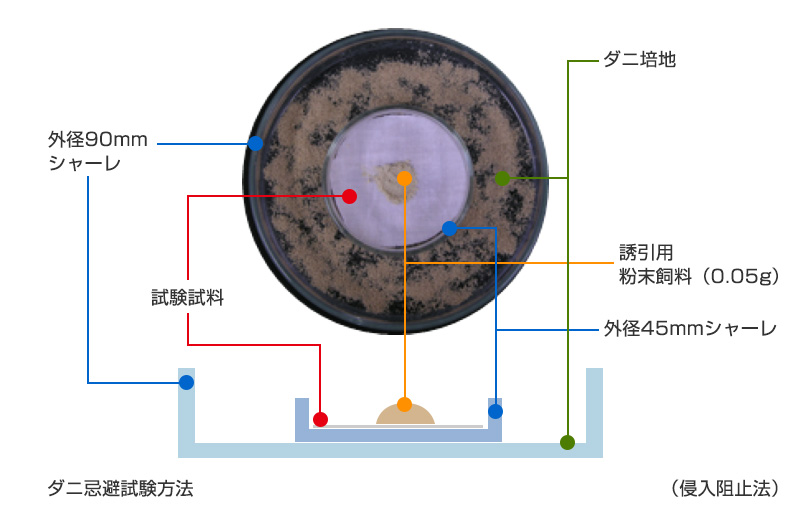 ダニ培地
外径90mm
シャーレ
誘引用
粉末飼料（0.05g）
試験試料
外径45mmシャーレ
ダニ忌避試験方法
（侵入阻止法）